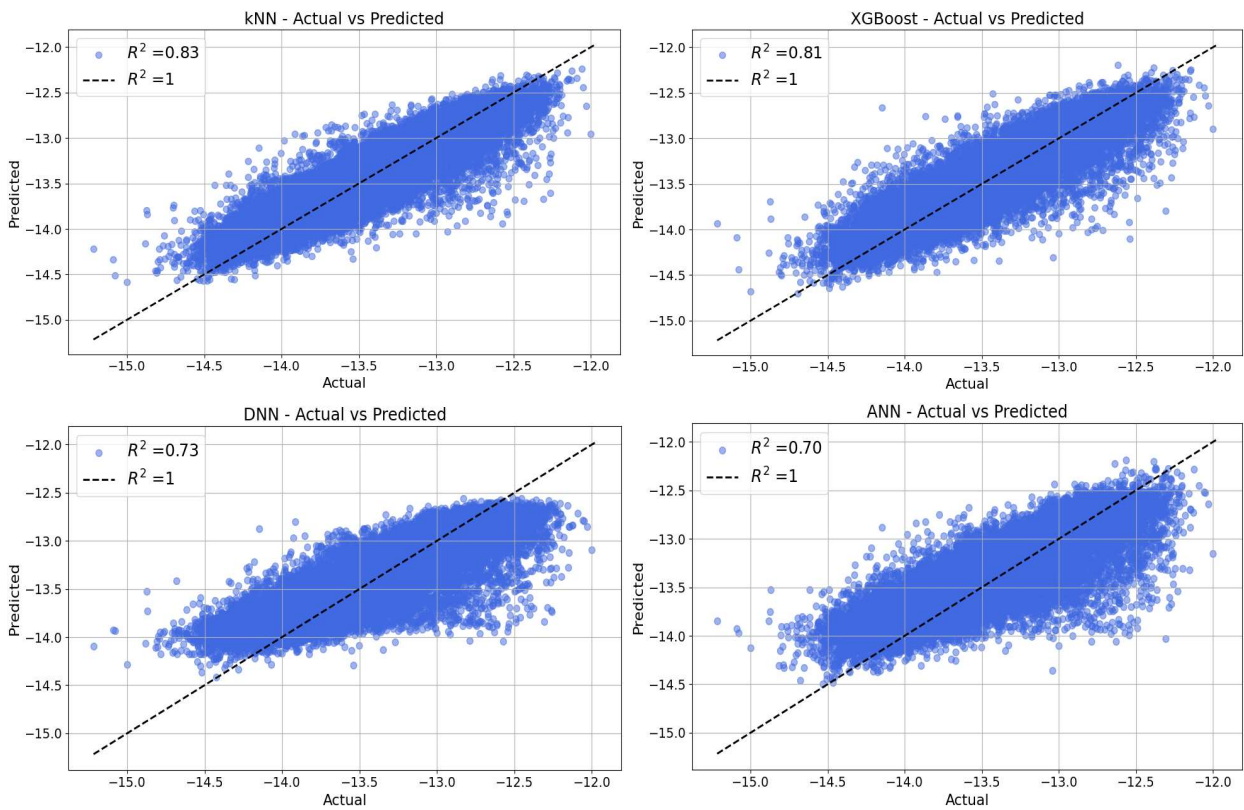 kNN - Actual vs Predicted
R² =0.83
R² =1
−12.0
−12.5
−13.0
−13.5
−14.0
−14.5
−15.0
Predicted
−15.0 −14.5 −14.0 −13.5 −13.0 −12.5 −12.0
Actual
XGBoost - Actual vs Predicted
R² =0.81
R² =1
−12.0
−12.5
−13.0
−13.5
−14.0
−14.5
−15.0
Predicted
−15.0 −14.5 −14.0 −13.5 −13.0 −12.5 −12.0
Actual
DNN - Actual vs Predicted
R² =0.73
R² =1
−12.0
−12.5
−13.0
−13.5
−14.0
−14.5
−15.0
Predicted
−15.0 −14.5 −14.0 −13.5 −13.0 −12.5 −12.0
Actual
ANN - Actual vs Predicted
R² =0.70
R² =1
−12.0
−12.5
−13.0
−13.5
−14.0
−14.5
−15.0
Predicted
−15.0 −14.5 −14.0 −13.5 −13.0 −12.5 −12.0
Actual